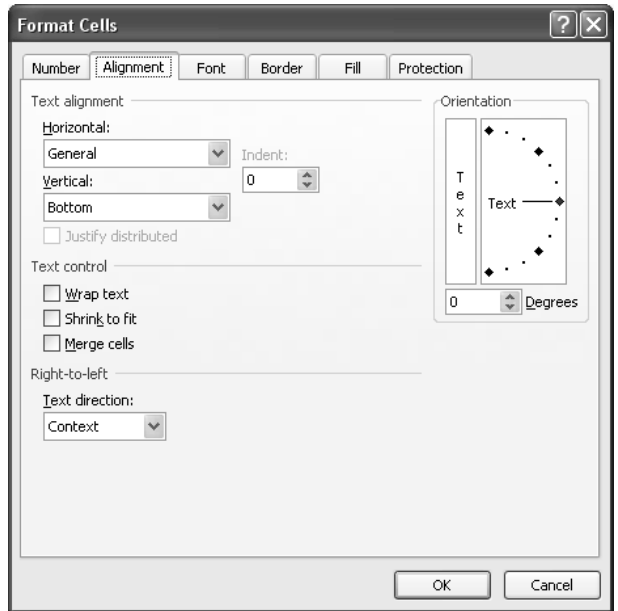 Format Cells
Number Alignment Font Border Fill Protection
Text alignment
Horizontal:
General
Indent:
Vertical:
0
Bottom
Justify distributed
Text control
Wrap text
Shrink to fit
Merge cells
Right-to-left
Text direction:
Context
Orientation
Text
Text
0 Degrees
OK Cancel